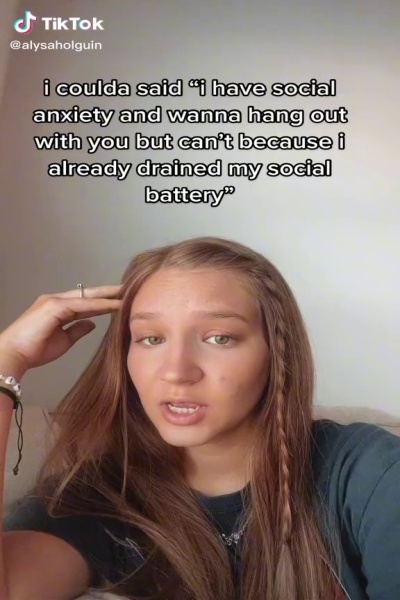 TikTok
@alysaholguin
i coulda said “i have social
anxiety and wanna hang out
with you but can’t because i
already drained my social
battery”